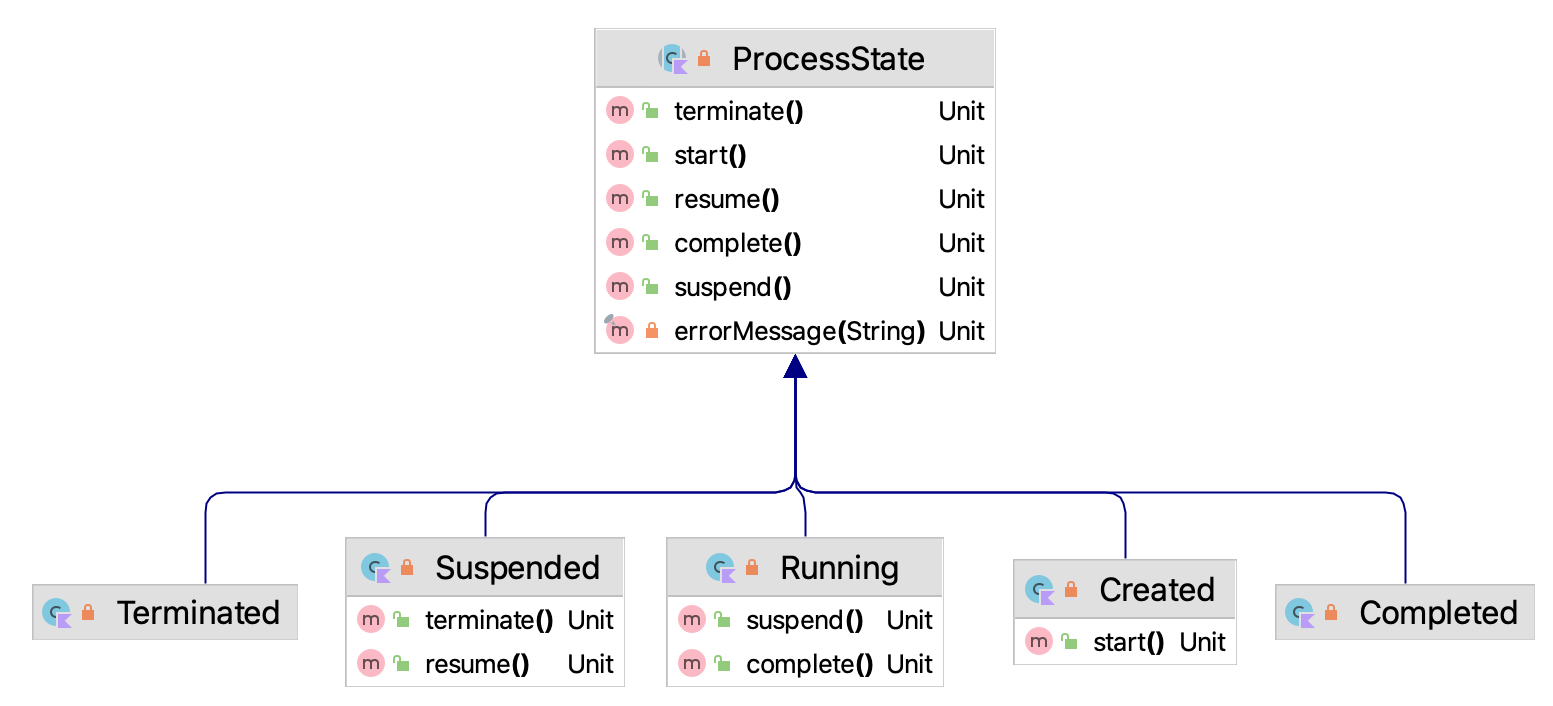 ProcessState
terminate() Unit
start() Unit
resume() Unit
complete() Unit
suspend() Unit
errorMessage(String) Unit
Terminated
Suspended
terminate() Unit
resume() Unit
Running
suspend() Unit
complete() Unit
Created
start() Unit
Completed